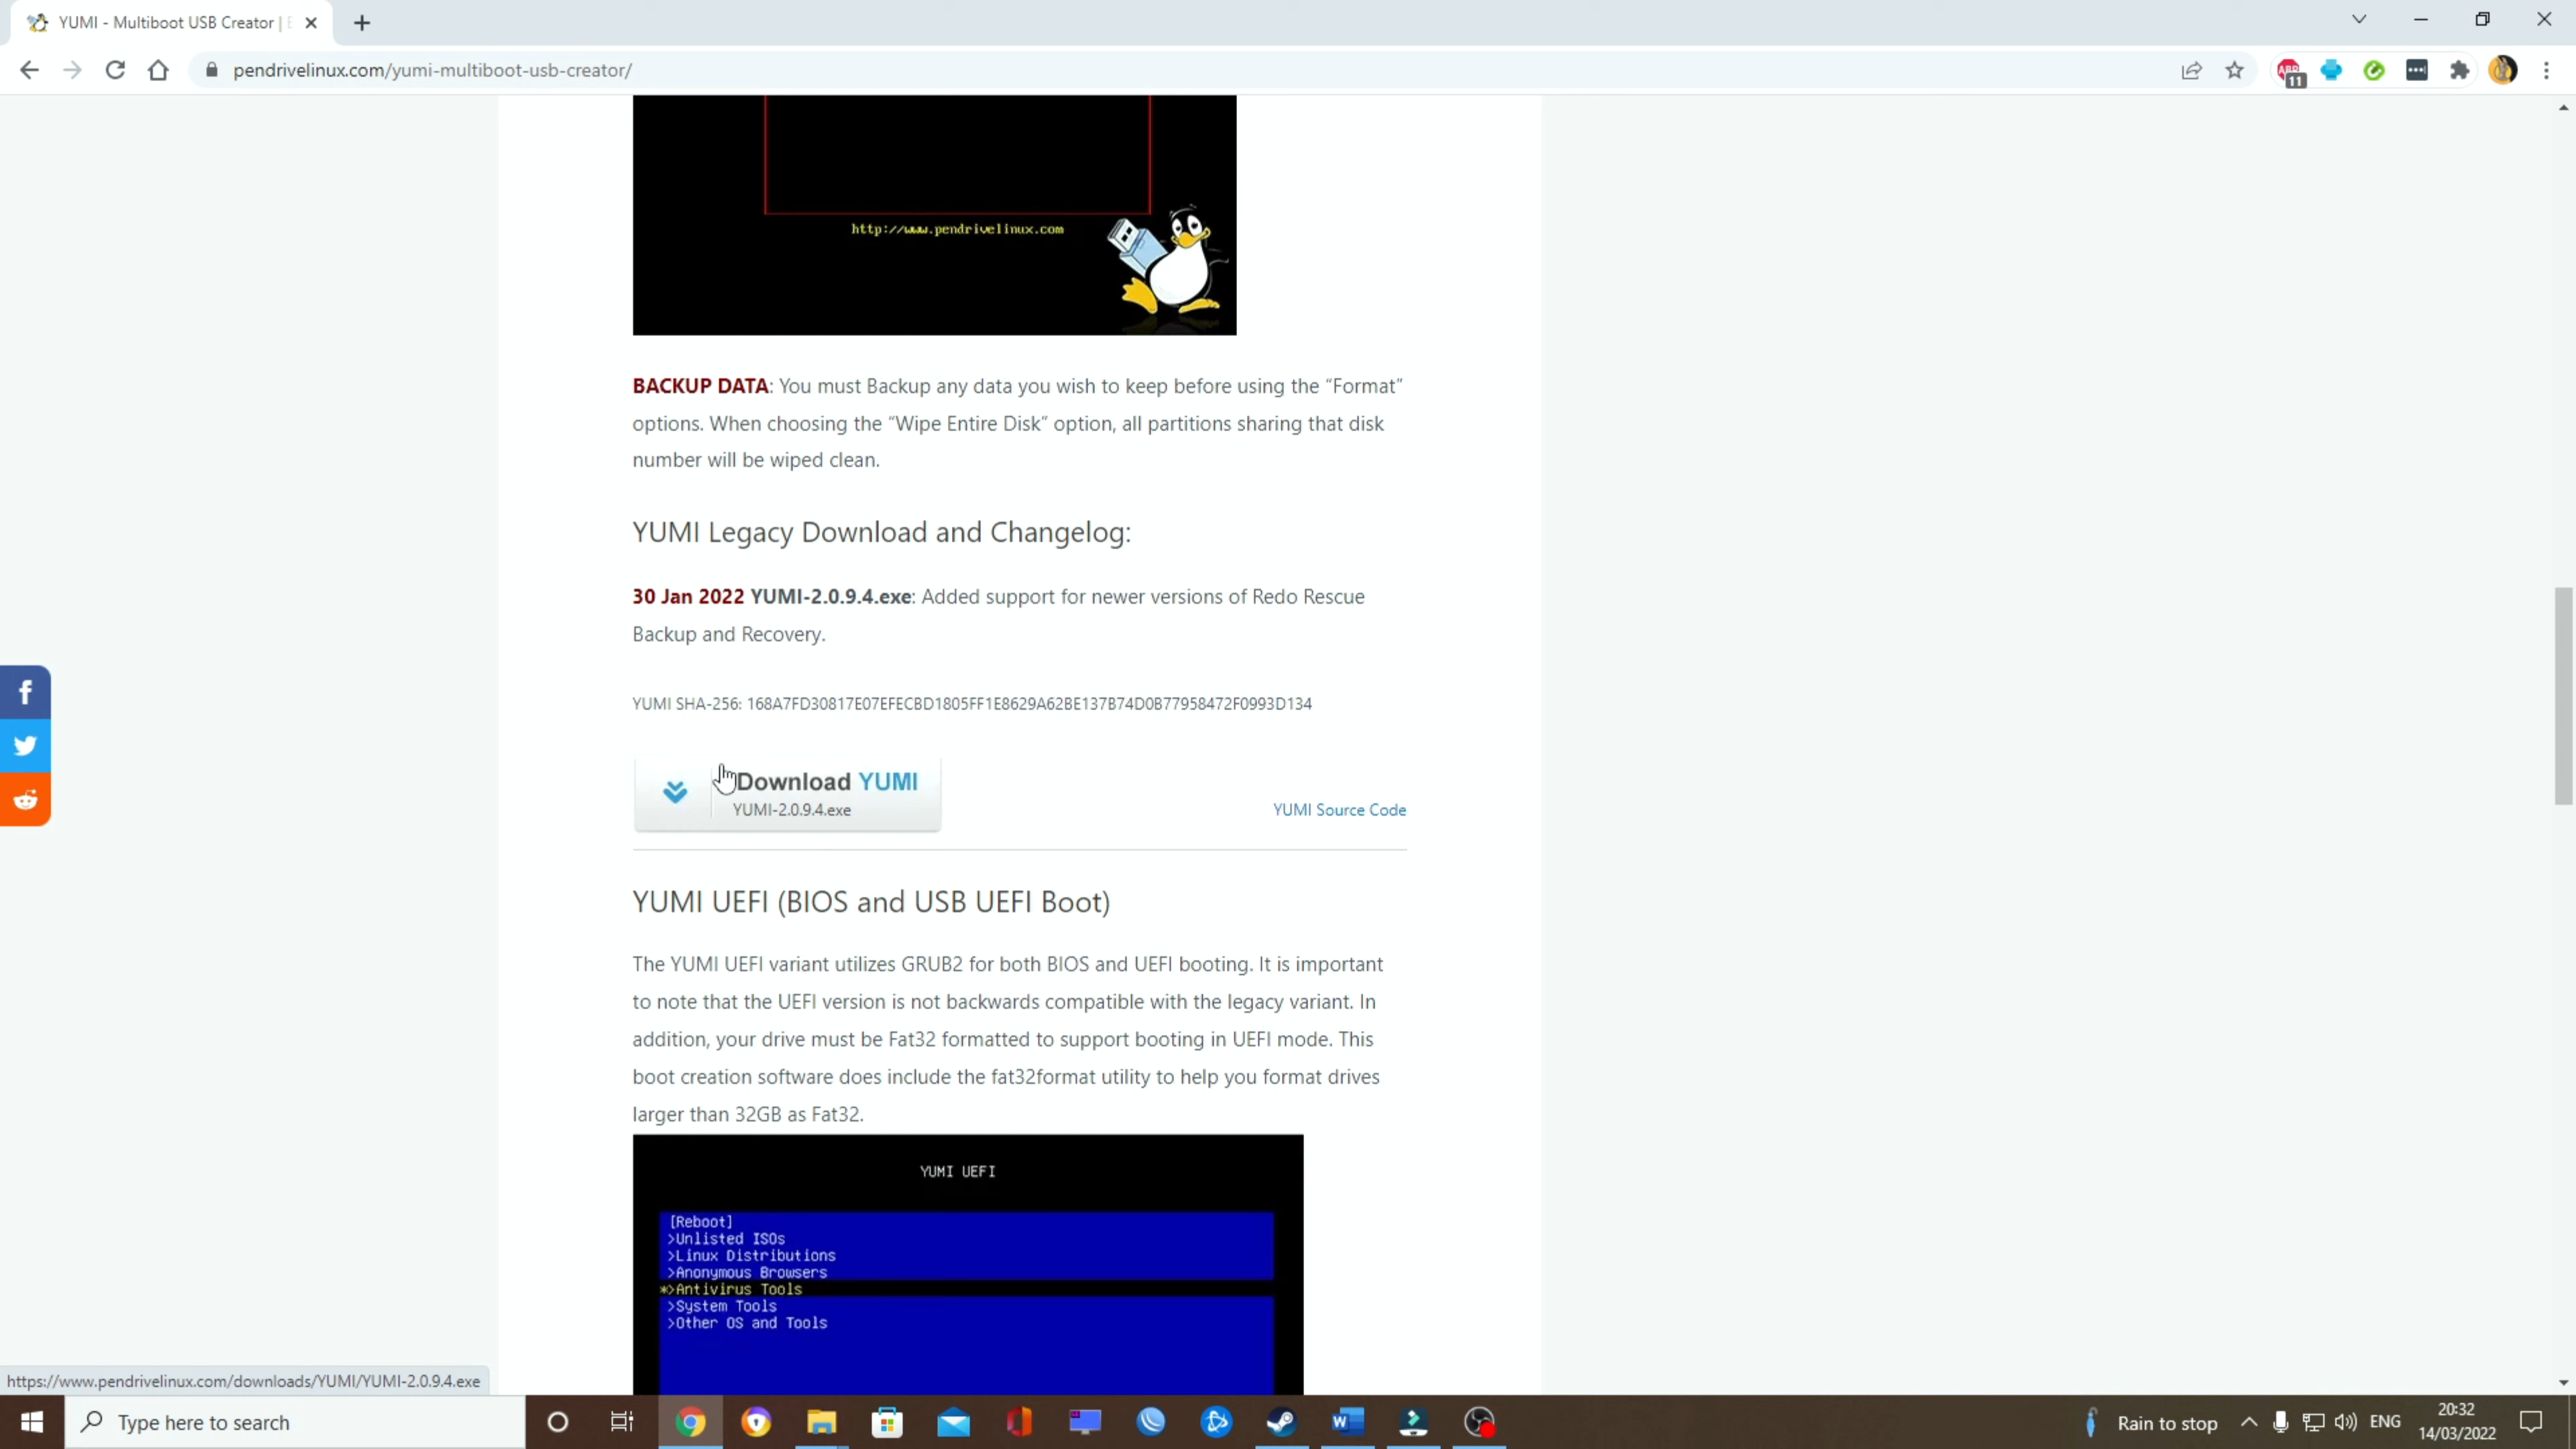 YUMI - Multiboot USB Creator |
pendrivelinux.com/yumi-multiboot-usb-creator/
ABP
11
http://www.pendrivelinux.com
BACKUP DATA: You must Backup any data you wish to keep before using the “Format”
options. When choosing the “Wipe Entire Disk” option, all partitions sharing that disk
number will be wiped clean.
YUMI Legacy Download and Changelog:
30 Jan 2022 YUMI-2.0.9.4.exe: Added support for newer versions of Redo Rescue
Backup and Recovery.
YUMI SHA-256: 168A7FD30817E07EFECBD1805FF1E8629A62BE137B74D0B77958472F0993D134
Download YUMI
YUMI-2.0.9.4.exe
YUMI Source Code
YUMI UEFI (BIOS and USB UEFI Boot)
The YUMI UEFI variant utilizes GRUB2 for both BIOS and UEFI booting. It is important
to note that the UEFI version is not backwards compatible with the legacy variant. In
addition, your drive must be Fat32 formatted to support booting in UEFI mode. This
boot creation software does include the fat32format utility to help you format drives
larger than 32GB as Fat32.
YUMI UEFI
[Reboot]
>Unlisted ISOs
>Linux Distributions
>Anonymous Browsers
*>Antivirus Tools
>System Tools
>Other OS and Tools
https://www.pendrivelinux.com/downloads/YUMI/YUMI-2.0.9.4.exe
Type here to search
Rain to stop
ENG
20:32
14/03/2022